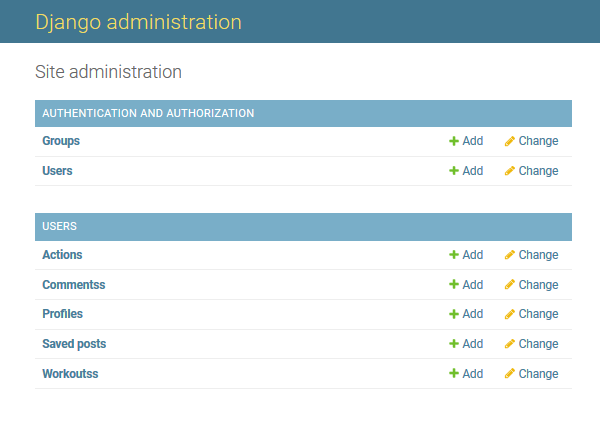 Django administration
Site administration
AUTHENTICATION AND AUTHORIZATION
Groups Add Change
Users Add Change
USERS
Actions Add Change
Commentss Add Change
Profiles Add Change
Saved posts Add Change
Workoutss Add Change